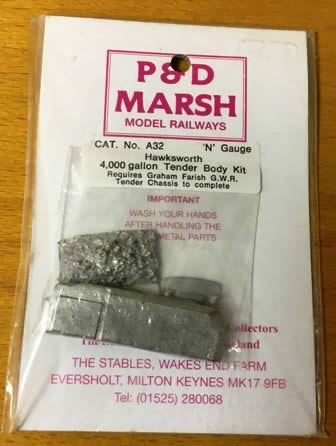 P&D
MARSH
MODEL RAILWAYS
CAT. No. A32 'N' Gauge
Hawksworth
4,000 gallon Tender Body Kit
Requires Graham Farish G.W.R.
Tender Chassis to complete
IMPORTANT
WASH YOUR HANDS
AFTER HANDLING THE
METAL PARTS
Collectors
THE STABLES, WAKES END FARM
EVERSHOLT, MILTON KEYNES MK17 9FB
Tel: (01525) 280068